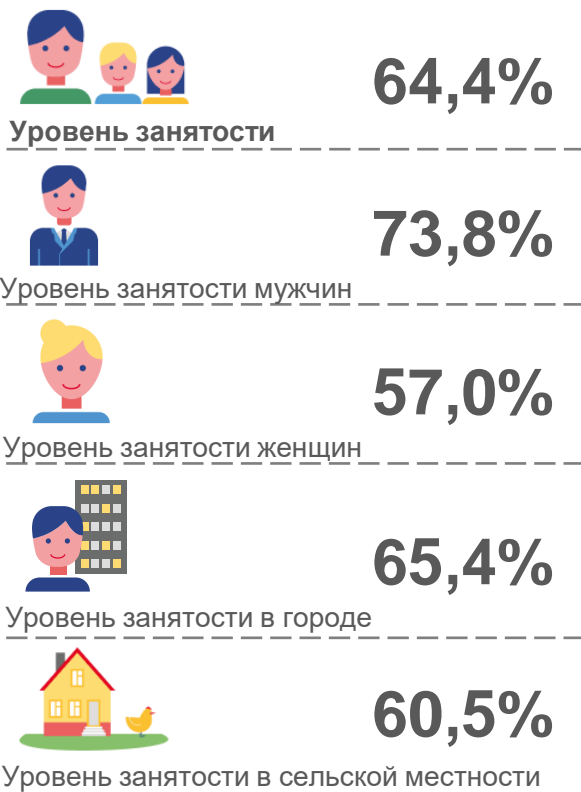 64,4%
Уровень занятости
73,8%
Уровень занятости мужчин
57,0%
Уровень занятости женщин
65,4%
Уровень занятости в городе
60,5%
Уровень занятости в сельской местности